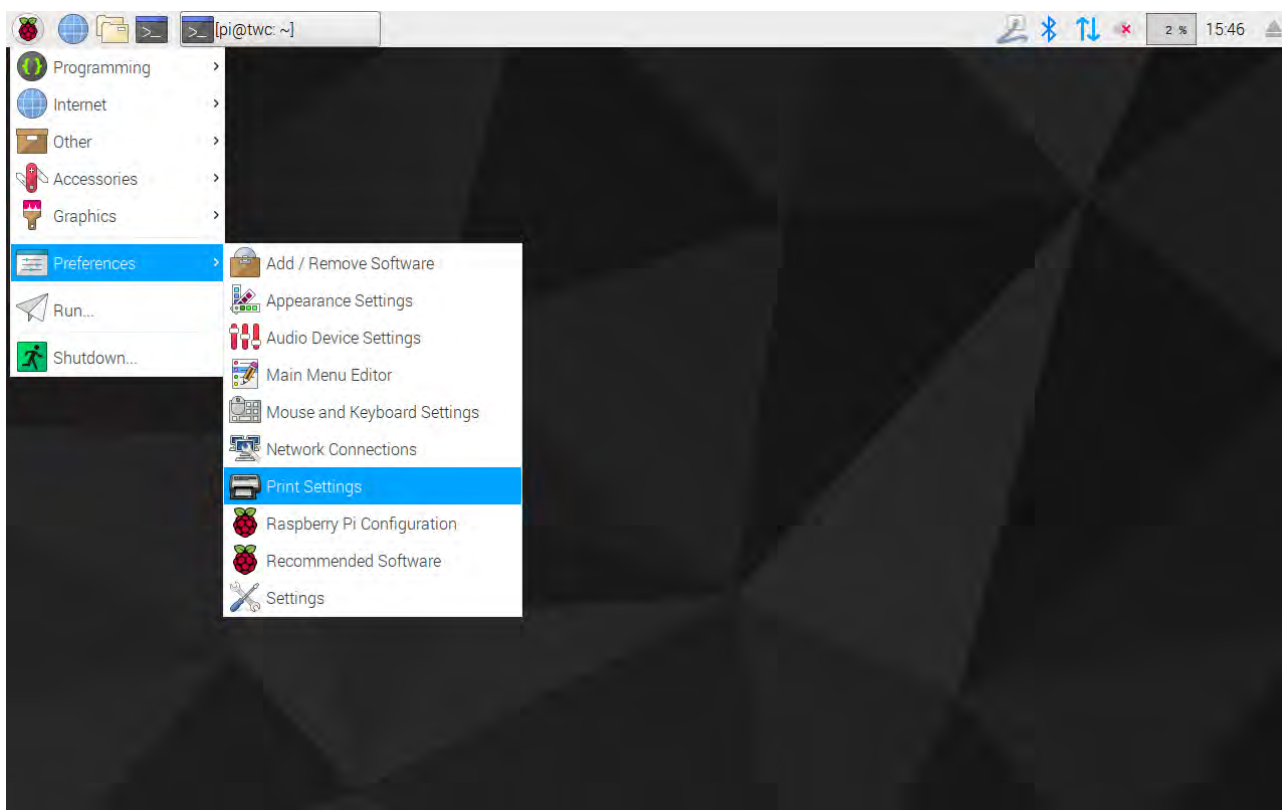 [pi@twc: ~]
2 %
15:46
Programming
Internet
Other
Accessories
Graphics
Preferences
Run...
Shutdown...
Add / Remove Software
Appearance Settings
Audio Device Settings
Main Menu Editor
Mouse and Keyboard Settings
Network Connections
Print Settings
Raspberry Pi Configuration
Recommended Software
Settings